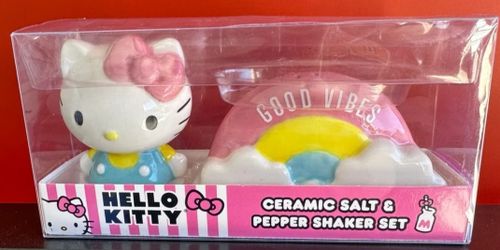 GOOD VIBES
HELLO
KITTY
CERAMIC SALT &
PEPPER SHAKER SET